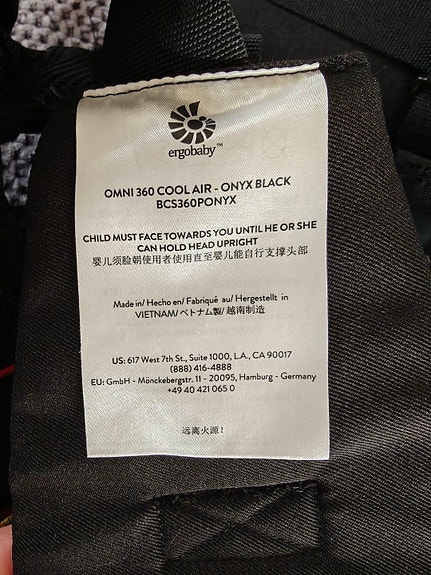 ergobaby™
OMNI 360 COOL AIR - ONYX BLACK
BCS360PONYX
CHILD MUST FACE TOWARDS YOU UNTIL HE OR SHE
CAN HOLD HEAD UPRIGHT
婴儿须脸朝使用者使用直至婴儿能自行支撑头部
Made in/ Hecho en/ Fabriqué au/ Hergestellt in
VIETNAM/ ベトナム製/ 越南制造
US: 617 West 7th St., Suite 1000, L.A., CA 90017
(888) 416-4888
EU: GmbH - Mönckebergstr. 11 - 20095, Hamburg - Germany
+49 40 421 065 0
远离火源!